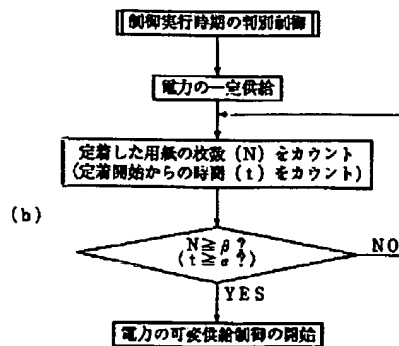 制御実行時期の判別制御
電力の一定供給
定着した用紙の枚数（N）をカウント
（定着開始からの時間（t）をカウント）
(b)
N≧β？
（t≧α？）
NO
YES
電力の可変供給制御の開始